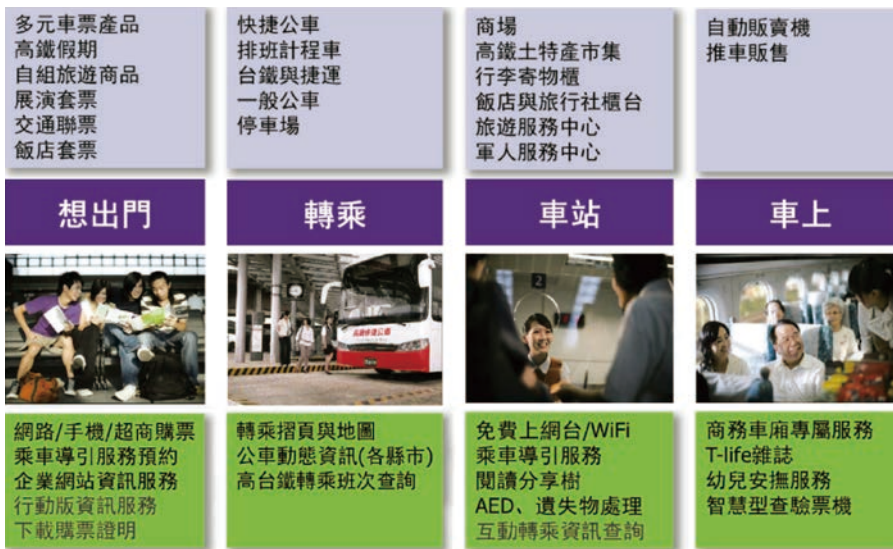 多元車票產品
高鐵假期
自組旅遊商品
展演套票
交通聯票
飯店套票
快捷公車
排班計程車
台鐵與捷運
一般公車
停車場
商場
高鐵土特產市集
行李寄物櫃
飯店與旅行社櫃台
旅遊服務中心
軍人服務中心
自動販賣機
推車販售
想出門
轉乘
車站
車上
高鐵快捷公車
2
網路/手機/超商購票
乘車導引服務預約
企業網站資訊服務
行動版資訊服務
下載購票證明
轉乘摺頁與地圖
公車動態資訊(各縣市)
高台鐵轉乘班次查詢
免費上網台/WiFi
乘車導引服務
閱讀分享樹
AED、遺失物處理
互動轉乘資訊查詢
商務車廂專屬服務
T-life雜誌
幼兒安撫服務
智慧型查驗票機